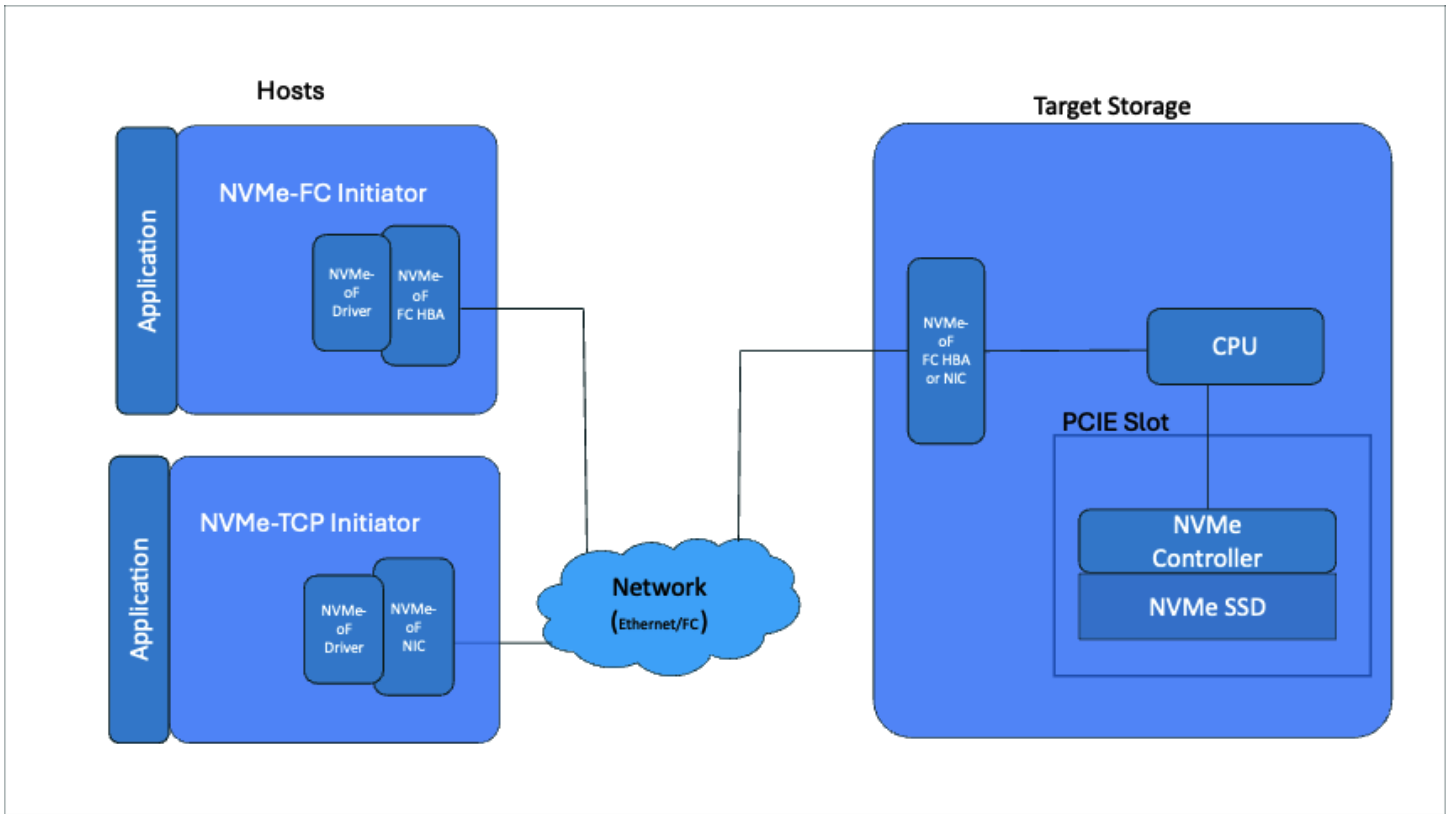 Hosts
Application
NVMe-FC Initiator
NVMe-
oF
Driver
NVMe-
oF
FC HBA
Application
NVMe-TCP Initiator
NVMe-
oF
Driver
NVMe-
oF
NIC
Network
(Ethernet/FC)
Target Storage
NVMe-
oF
FC HBA
or NIC
CPU
PCIE Slot
NVMe
Controller
NVMe SSD